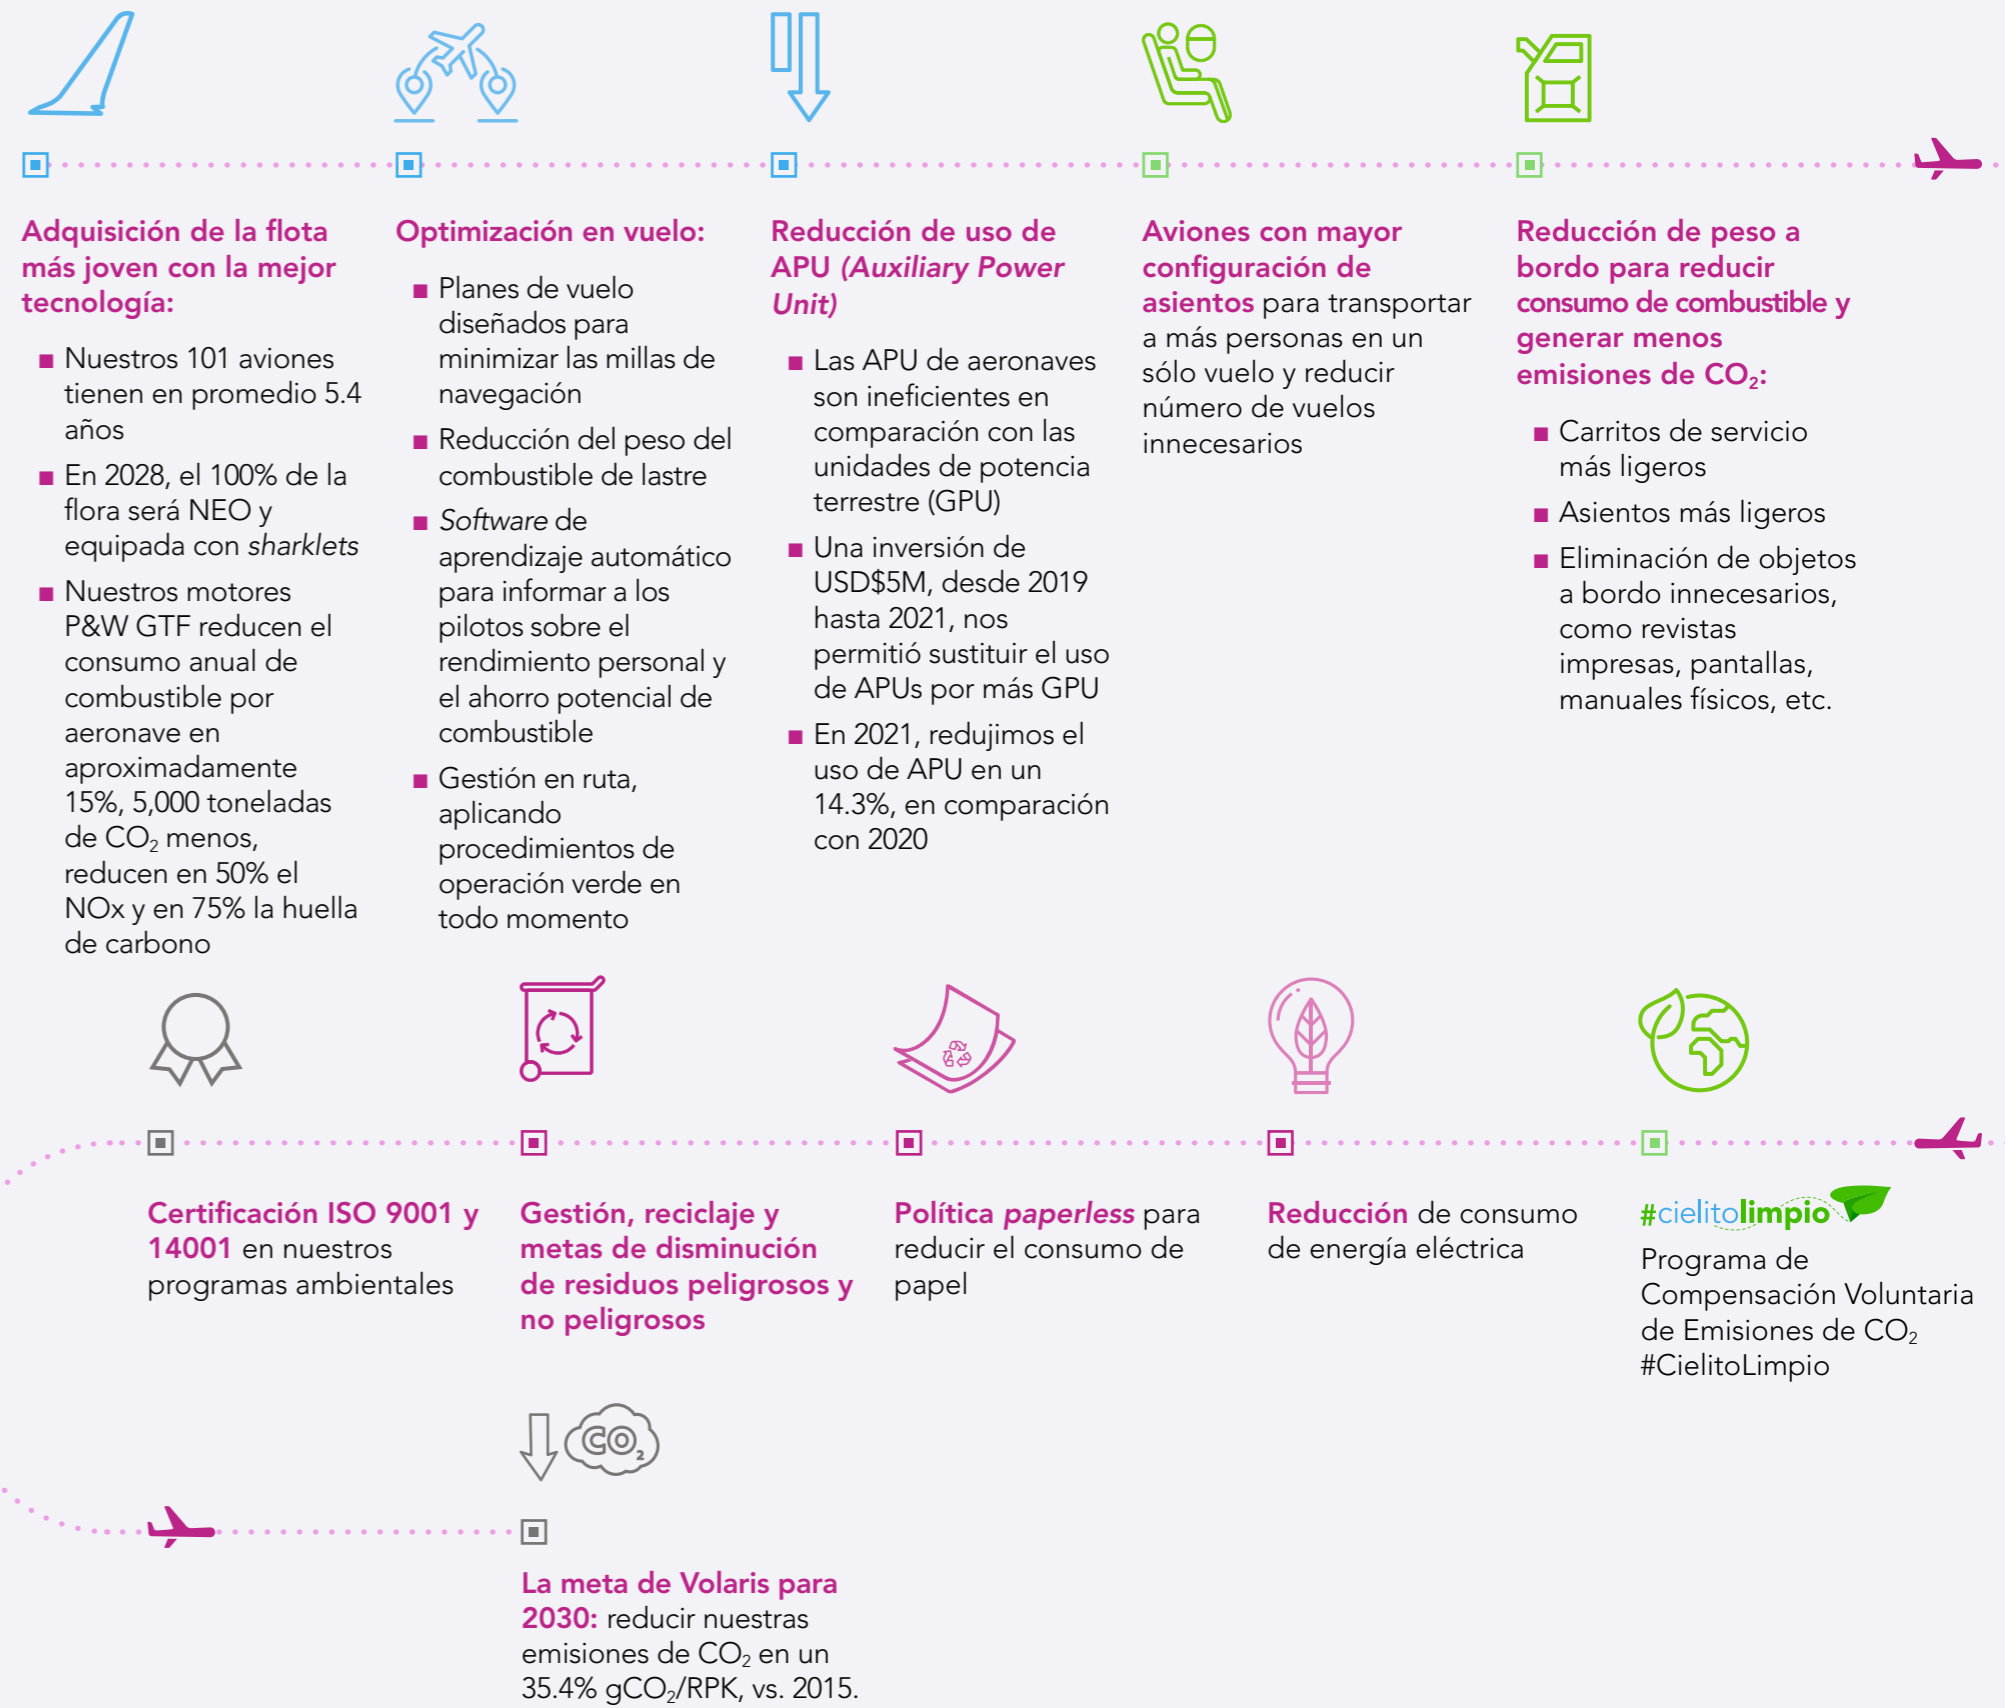 Adquisición de la flota
más joven con la mejor
tecnología:
Nuestros 101 aviones
tienen en promedio 5.4
años
En 2028, el 100% de la
flora será NEO y
equipada con sharklets
Nuestros motores
P&W GTF reducen el
consumo anual de
combustible por
aeronave en
aproximadamente
15%, 5,000 toneladas
de CO₂ menos,
reducen en 50% el
NOx y en 75% la huella
de carbono
Optimización en vuelo:
Planes de vuelo
diseñados para
minimizar las millas de
navegación
Reducción del peso del
combustible de lastre
Software de
aprendizaje automático
para informar a los
pilotos sobre el
rendimiento personal y
el ahorro potencial de
combustible
Gestión en ruta,
aplicando
procedimientos de
operación verde en
todo momento
Reducción de uso de
APU (Auxiliary Power
Unit)
Las APU de aeronaves
son ineficientes en
comparación con las
unidades de potencia
terrestre (GPU)
Una inversión de
USD$5M, desde 2019
hasta 2021, nos
permitió sustituir el uso
de APUs por más GPU
En 2021, redujimos el
uso de APU en un
14.3%, en comparación
con 2020
Aviones con mayor
configuración de
asientos para transportar
a más personas en un
sólo vuelo y reducir
número de vuelos
innecesarios
Reducción de peso a
bordo para reducir
consumo de combustible y
generar menos
emisiones de CO₂:
Carritos de servicio
más ligeros
Asientos más ligeros
Eliminación de objetos
a bordo innecesarios,
como revistas
impresas, pantallas,
manuales físicos, etc.
Certificación ISO 9001 y
14001 en nuestros
programas ambientales
Gestión, reciclaje y
metas de disminución
de residuos peligrosos y
no peligrosos
Política paperless para
reducir el consumo de
papel
Reducción de consumo
de energía eléctrica
#cielitolimpio
Programa de
Compensación Voluntaria
de Emisiones de CO₂
#CielitoLimpio
CO₂
La meta de Volaris para
2030: reducir nuestras
emisiones de CO₂ en un
35.4% gCO₂/RPK, vs. 2015.